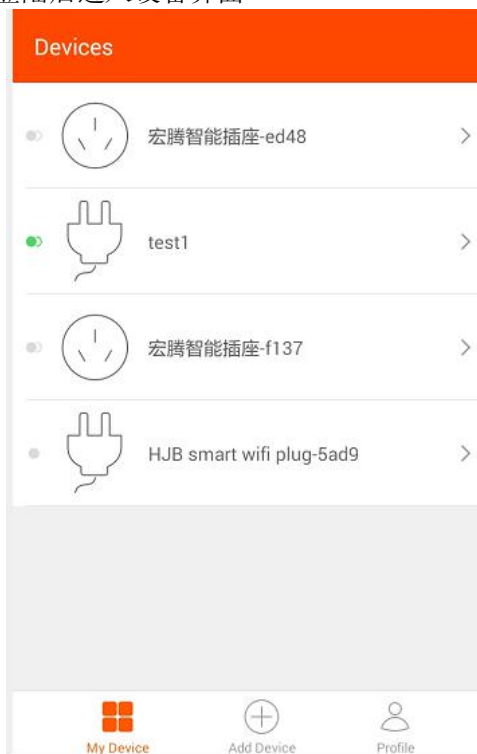 Devices
宏腾智能插座-ed48
test1
宏腾智能插座-f137
HJB smart wifi plug-5ad9
My Device
Add Device
Profile